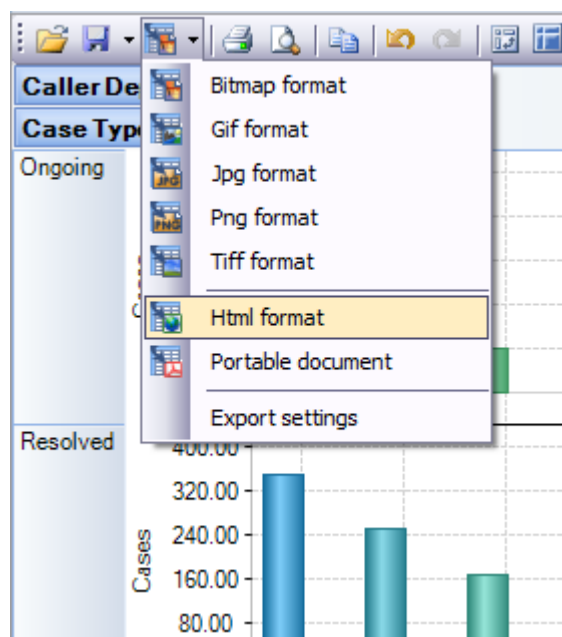 Caller De
Bitmap format
Case Typ
Gif format
Ongoing
Jpg format
Png format
Tiff format
Html format
Portable document
Export settings
Resolved
400.00
320.00
240.00
160.00
80.00
Cases